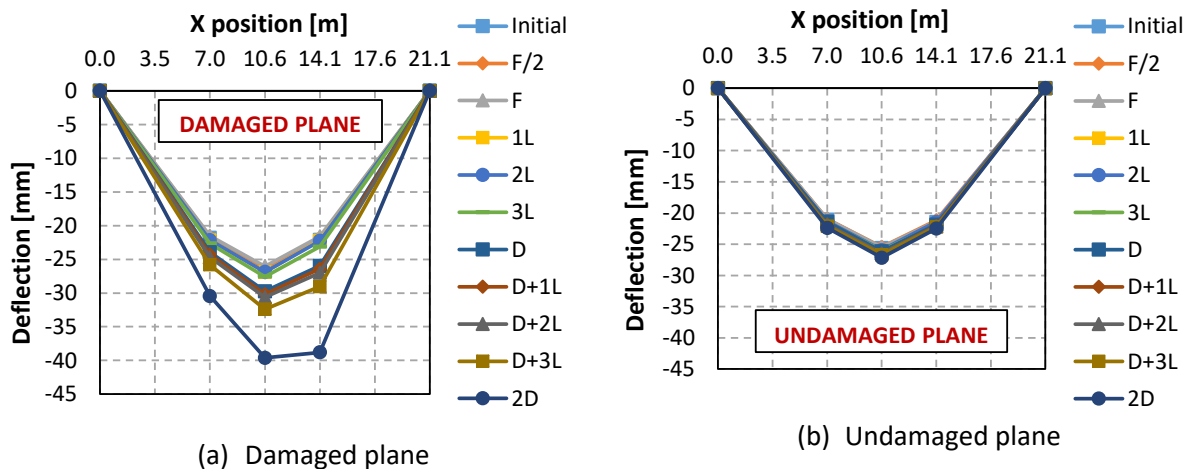 X position [m]
0.0 3.5 7.0 10.6 14.1 17.6 21.1
0
-5
-10
-15
-20
-25
-30
-35
-40
-45
Deflection [mm]
DAMAGED PLANE
Initial
F/2
F
1L
2L
3L
D
D+1L
D+2L
D+3L
2D
(a) Damaged plane
X position [m]
0.0 3.5 7.0 10.6 14.1 17.6 21.1
0
-5
-10
-15
-20
-25
-30
-35
-40
-45
Deflection [mm]
UNDAMAGED PLANE
Initial
F/2
F
1L
2L
3L
D
D+1L
D+2L
D+3L
2D
(b) Undamaged plane